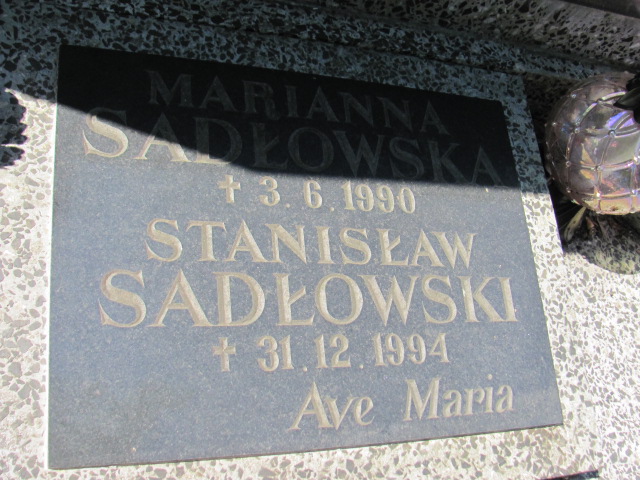 MARIANNA
SADŁOWSKA
✝ 3.6.1990
STANISŁAW
SADŁOWSKI
✝ 31.12.1994
Ave Maria